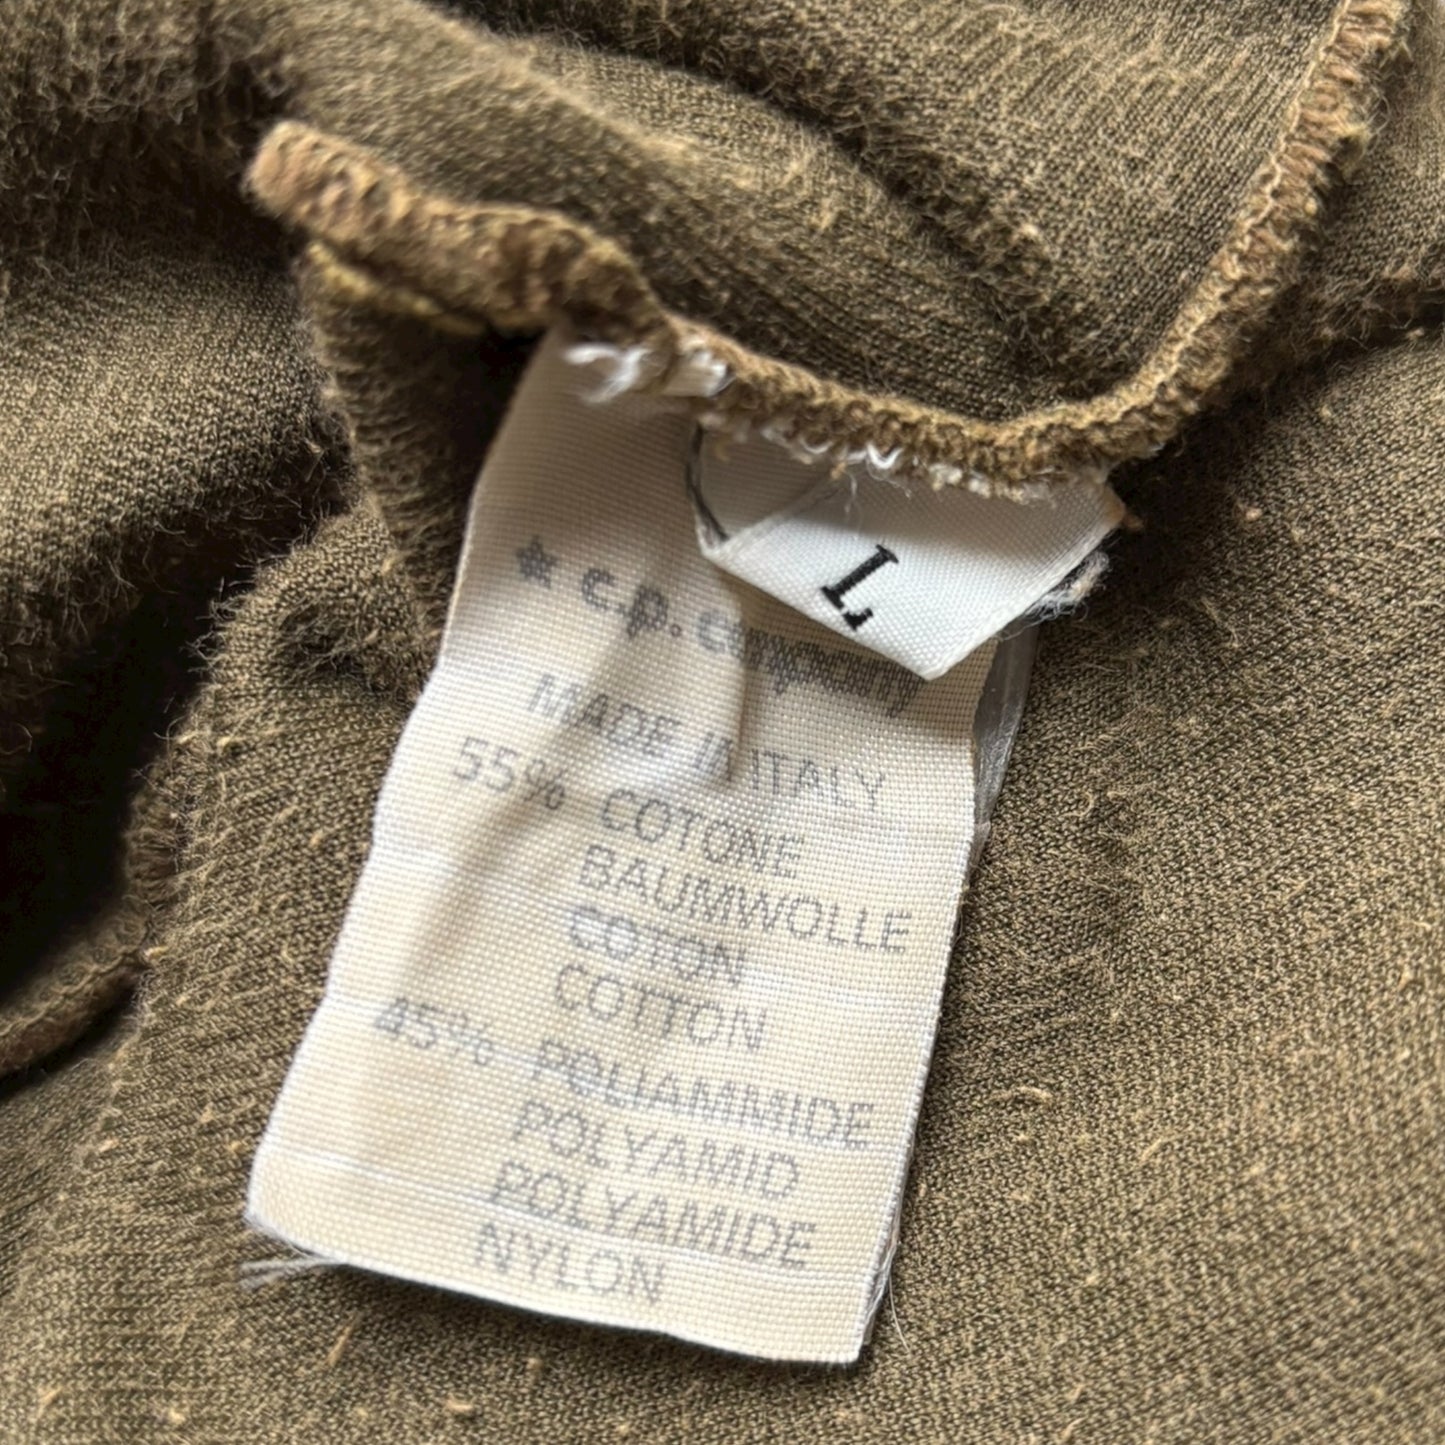 L
★ c.p. company
MADE IN ITALY
55% COTONE
BAUMWOLLE
COTON
COTTON
45% POLIAMMIDE
POLYAMID
POLYAMIDE
NYLON